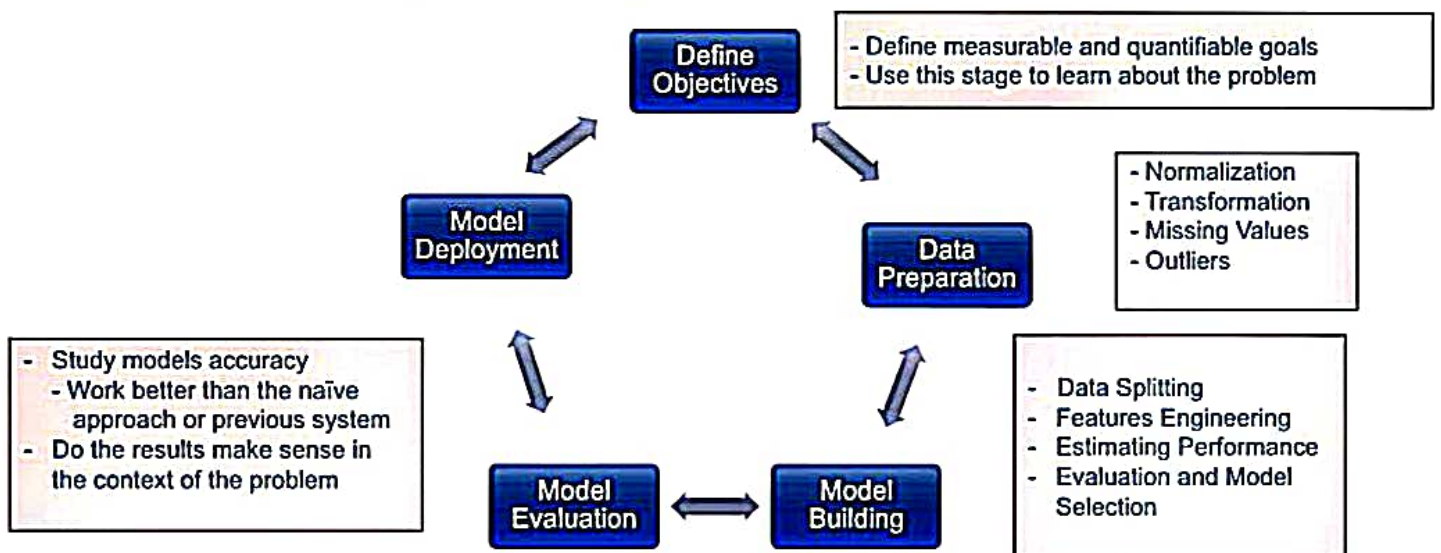 Define
Objectives
- Define measurable and quantifiable goals
- Use this stage to learn about the problem
Model
Deployment
Data
Preparation
- Normalization
- Transformation
- Missing Values
- Outliers
- Study models accuracy
- Work better than the naïve
approach or previous system
- Do the results make sense in
the context of the problem
Model
Evaluation
Model
Building
- Data Splitting
- Features Engineering
- Estimating Performance
- Evaluation and Model
Selection